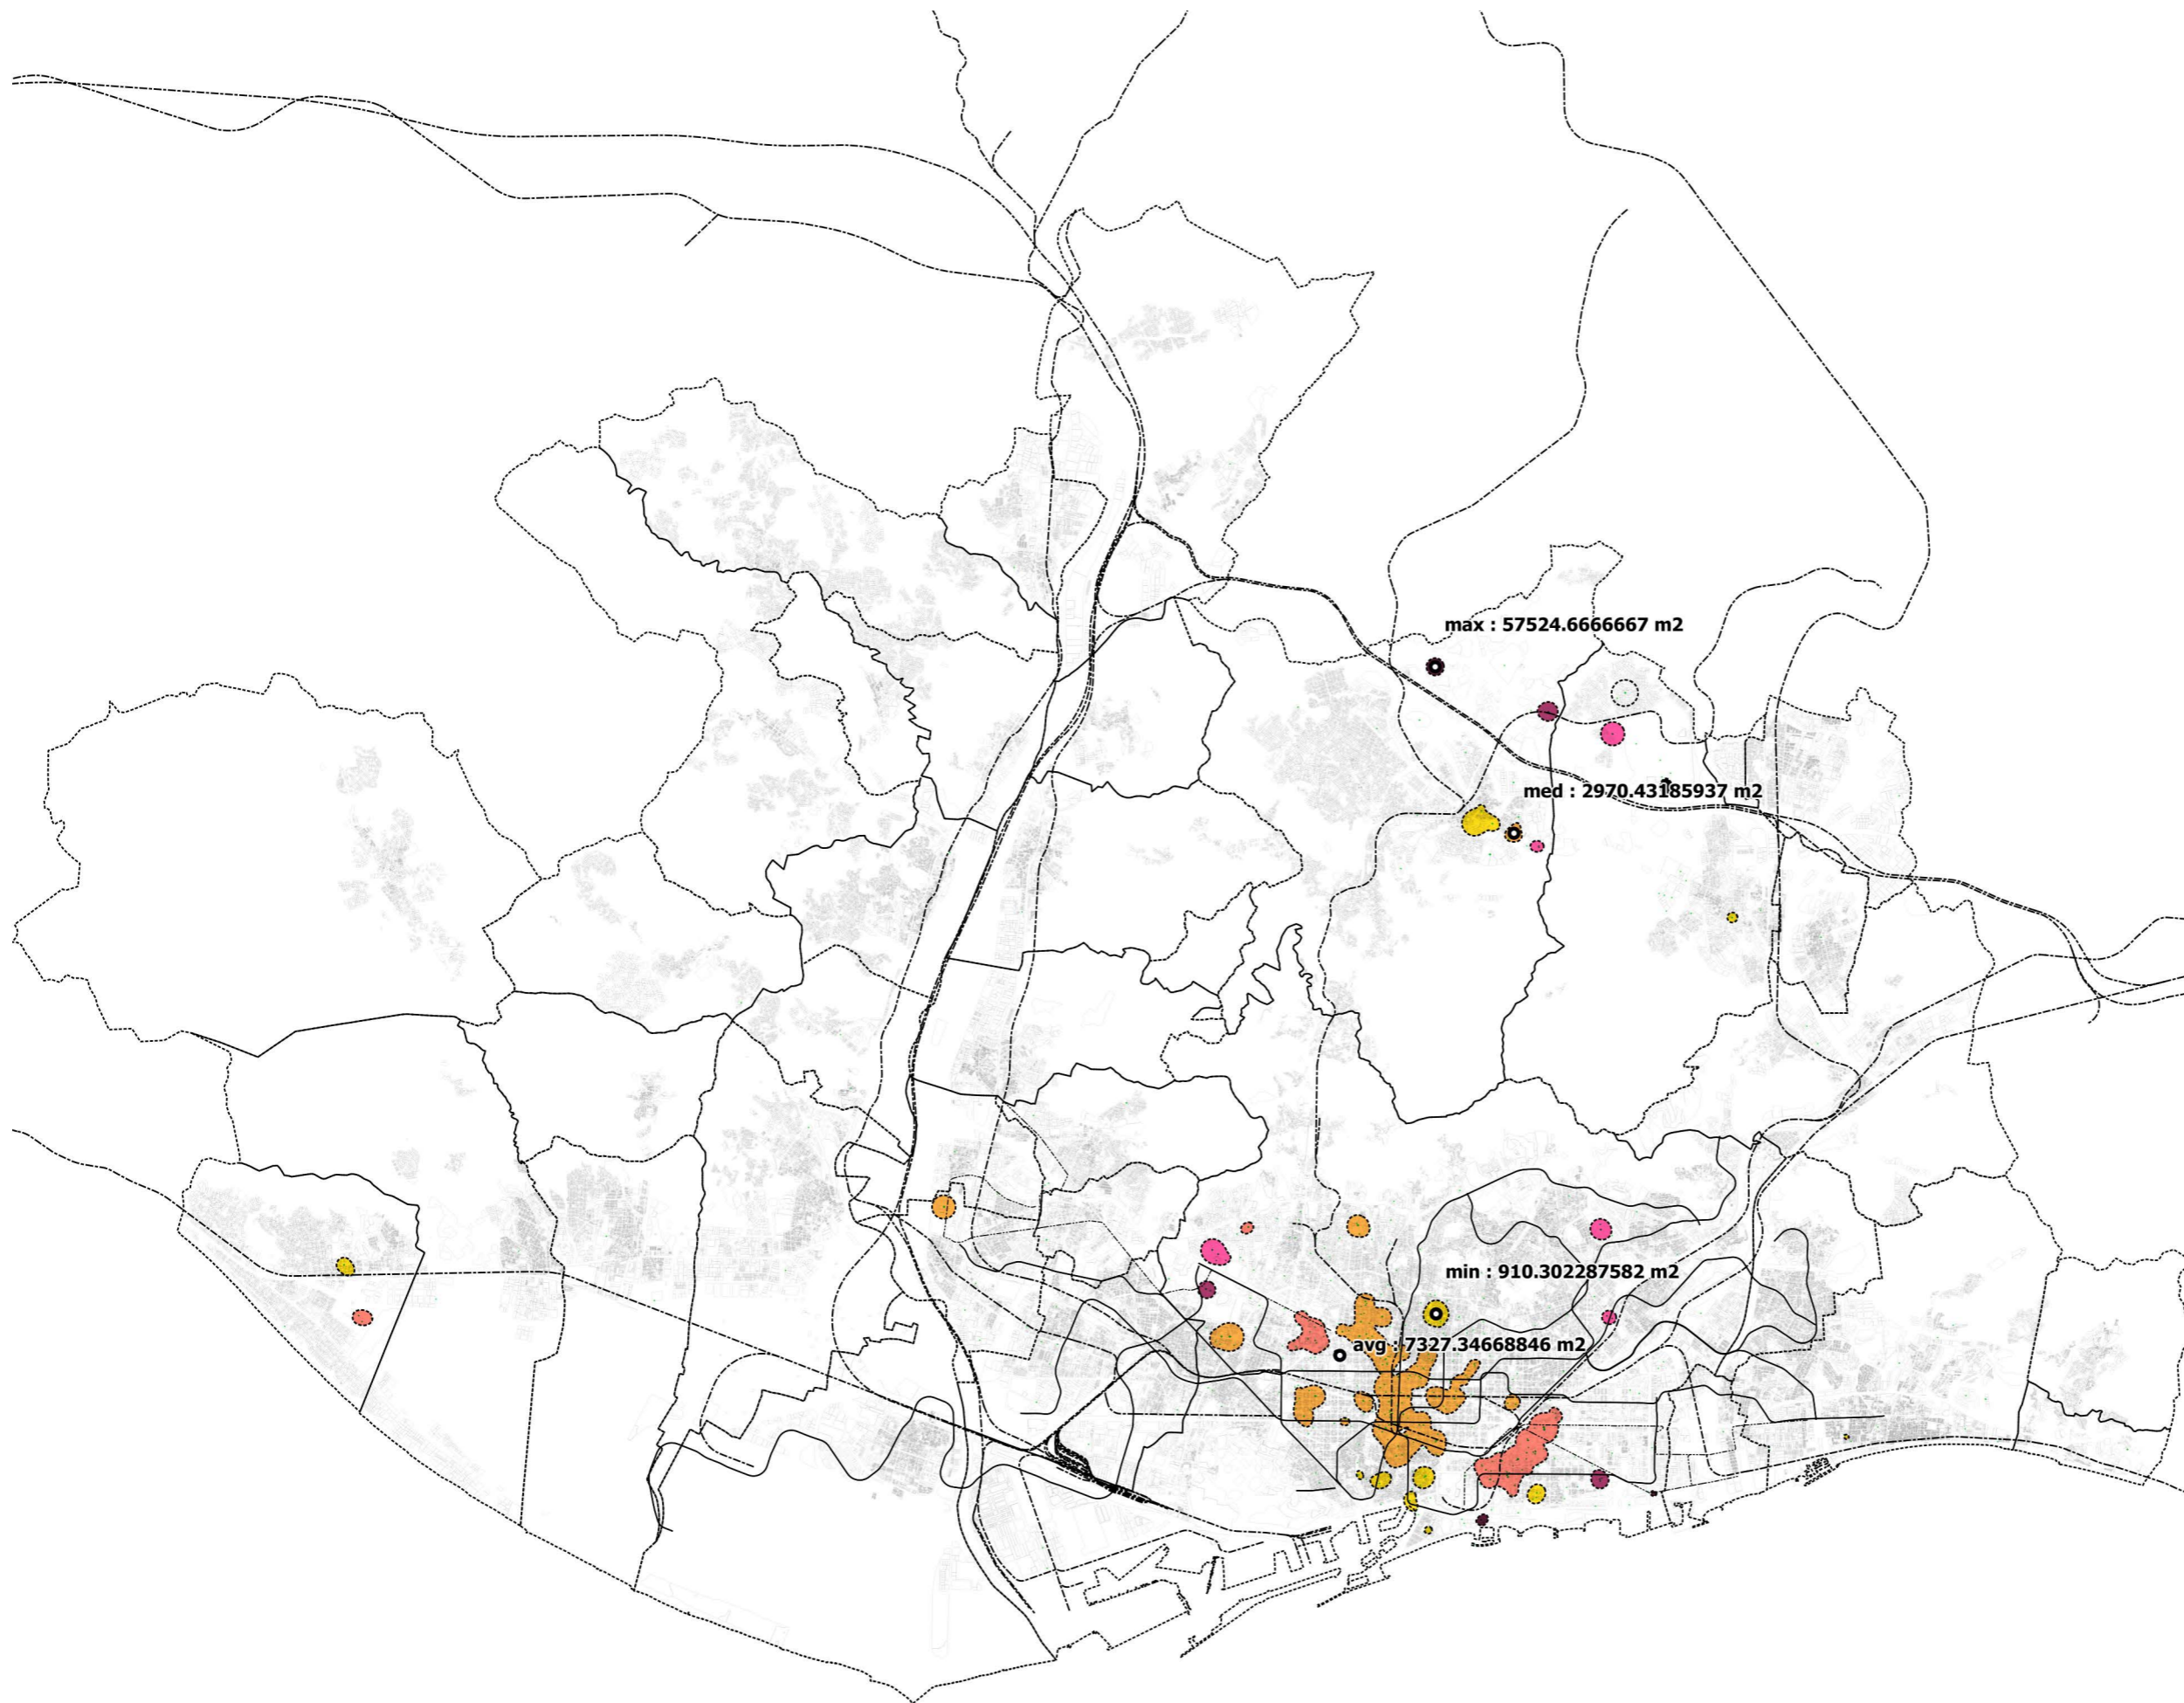 max : 57524.6666667 m2
med : 2970.43185937 m2
min : 910.302287582 m2
avg : 7327.34668846 m2